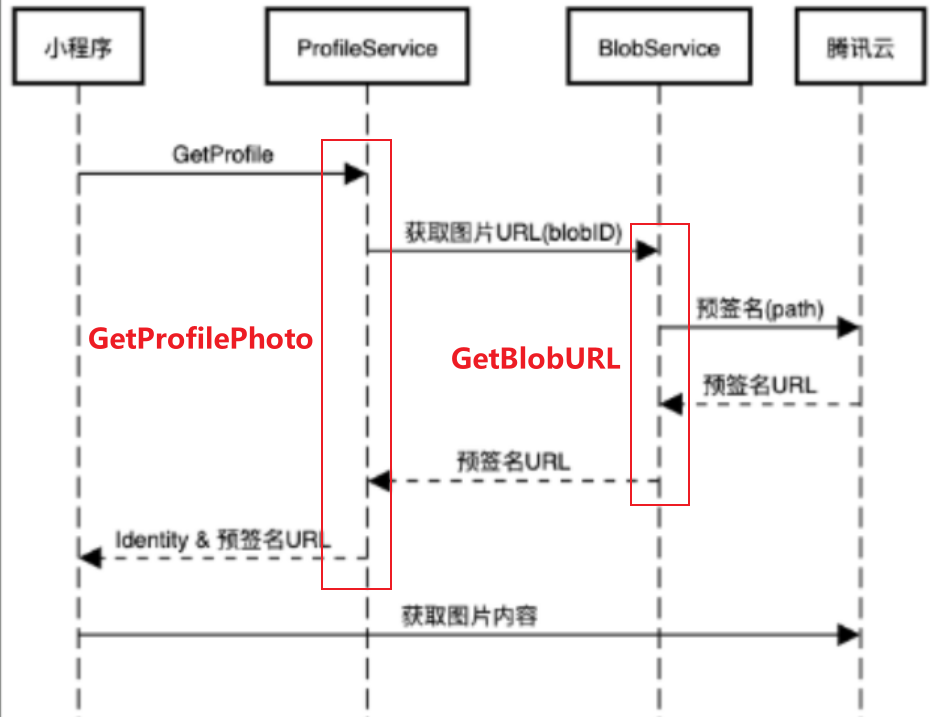 小程序
ProfileService
BlobService
腾讯云
GetProfile
获取图片URL(blobID)
预签名(path)
GetProfilePhoto
GetBlobURL
预签名URL
预签名URL
Identity & 预签名URL
获取图片内容